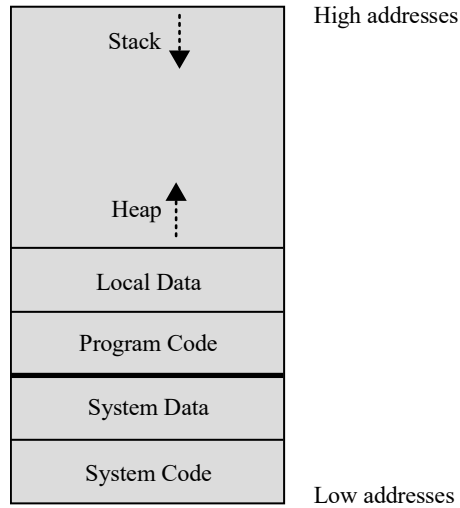 High addresses
Stack
Heap
Local Data
Program Code
System Data
System Code
Low addresses